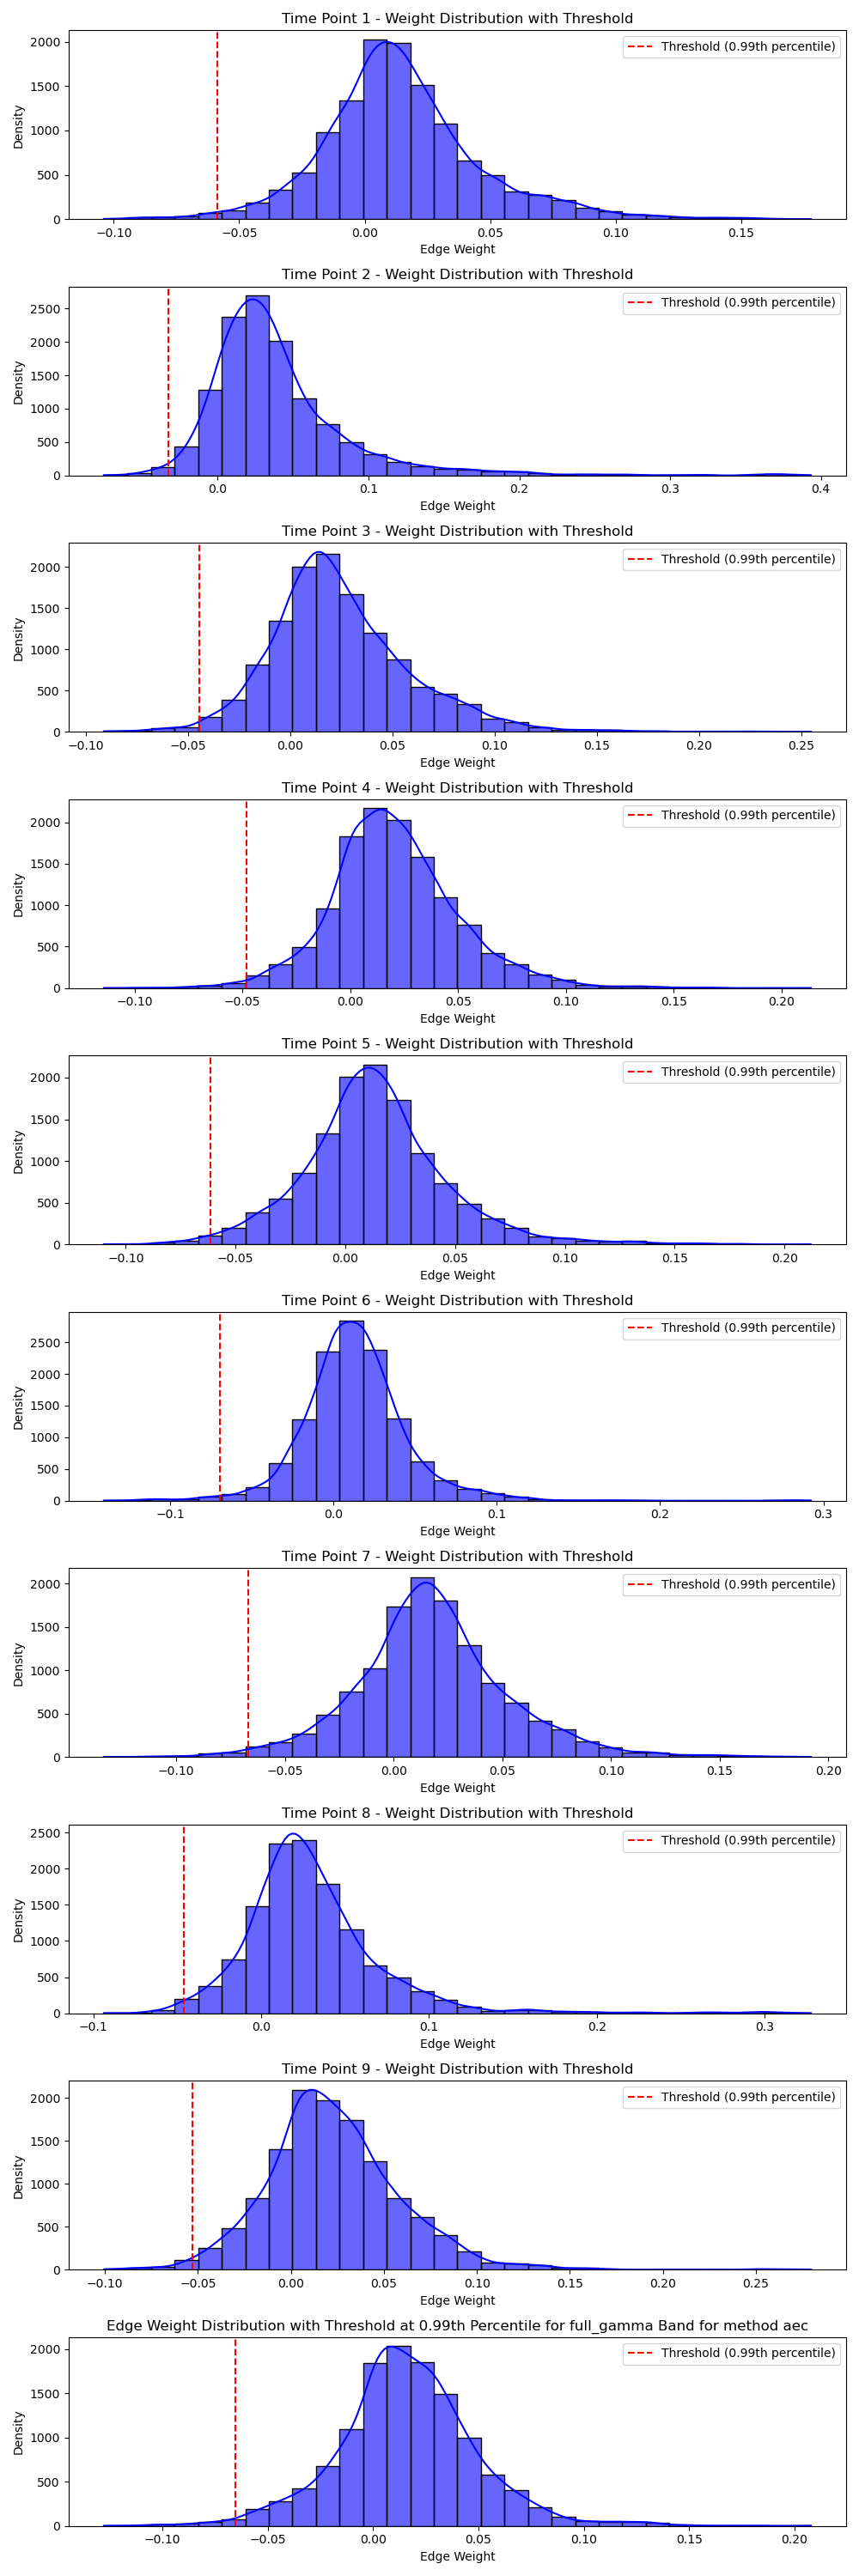 Time Point 1 - Weight Distribution with Threshold
Threshold (0.99th percentile)
Density
2000
1500
1000
500
0
−0.10 −0.05 0.00 0.05 0.10 0.15
Edge Weight
Time Point 2 - Weight Distribution with Threshold
Threshold (0.99th percentile)
Density
2500
2000
1500
1000
500
0
0.0 0.1 0.2 0.3 0.4
Edge Weight
Time Point 3 - Weight Distribution with Threshold
Threshold (0.99th percentile)
Density
2000
1500
1000
500
0
−0.10 −0.05 0.00 0.05 0.10 0.15 0.20 0.25
Edge Weight
Time Point 4 - Weight Distribution with Threshold
Threshold (0.99th percentile)
Density
2000
1500
1000
500
0
−0.10 −0.05 0.00 0.05 0.10 0.15 0.20
Edge Weight
Time Point 5 - Weight Distribution with Threshold
Threshold (0.99th percentile)
Density
2000
1500
1000
500
0
−0.10 −0.05 0.00 0.05 0.10 0.15 0.20
Edge Weight
Time Point 6 - Weight Distribution with Threshold
Threshold (0.99th percentile)
Density
2500
2000
1500
1000
500
0
−0.1 0.0 0.1 0.2 0.3
Edge Weight
Time Point 7 - Weight Distribution with Threshold
Threshold (0.99th percentile)
Density
2000
1500
1000
500
0
−0.10 −0.05 0.00 0.05 0.10 0.15 0.20
Edge Weight
Time Point 8 - Weight Distribution with Threshold
Threshold (0.99th percentile)
Density
2500
2000
1500
1000
500
0
−0.1 0.0 0.1 0.2 0.3
Edge Weight
Time Point 9 - Weight Distribution with Threshold
Threshold (0.99th percentile)
Density
2000
1500
1000
500
0
−0.10 −0.05 0.00 0.05 0.10 0.15 0.20 0.25
Edge Weight
Edge Weight Distribution with Threshold at 0.99th Percentile for full_gamma Band for method aec
Threshold (0.99th percentile)
Density
2000
1500
1000
500
0
−0.10 −0.05 0.00 0.05 0.10 0.15 0.20
Edge Weight